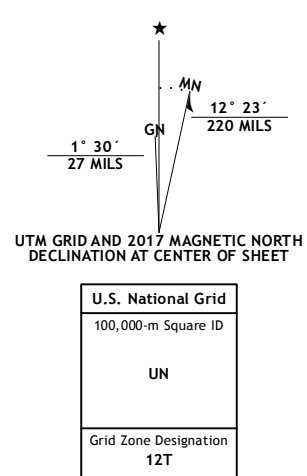 ★
MN
GN
12° 23´
220 MILS
1° 30´
27 MILS
UTM GRID AND 2017 MAGNETIC NORTH
DECLINATION AT CENTER OF SHEET
U.S. National Grid
100,000-m Square ID
UN
Grid Zone Designation
12T